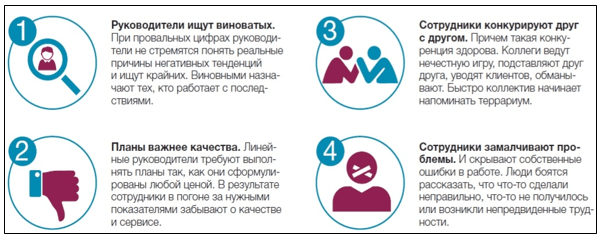 1
Руководители ищут виноватых.
При провальных цифрах руководи-
тели не стремятся понять реальные
причины негативных тенденций
и ищут крайних. Виновными назна-
чают тех, кто работает с послед-
ствиями.
2
Планы важнее качества. Линей-
ные руководители требуют выпол-
нять планы так, как они сформули-
рованы любой ценой. В результате
сотрудники в погоне за нужными
показателями забывают о качестве
и сервисе.
3
Сотрудники конкурируют друг
с другом. Причем такая конку-
ренция здорова. Коллеги ведут
нечестную игру, подставляют друг
друга, уводят клиентов, обманы-
вают. Быстро коллектив начинает
напоминать террариум.
4
Сотрудники замалчивают про-
блемы. И скрывают собственные
ошибки в работе. Люди боятся
рассказать, что что-то сделали
неправильно, что-то не получилось
или возникли непредвиденные труд-
ности.